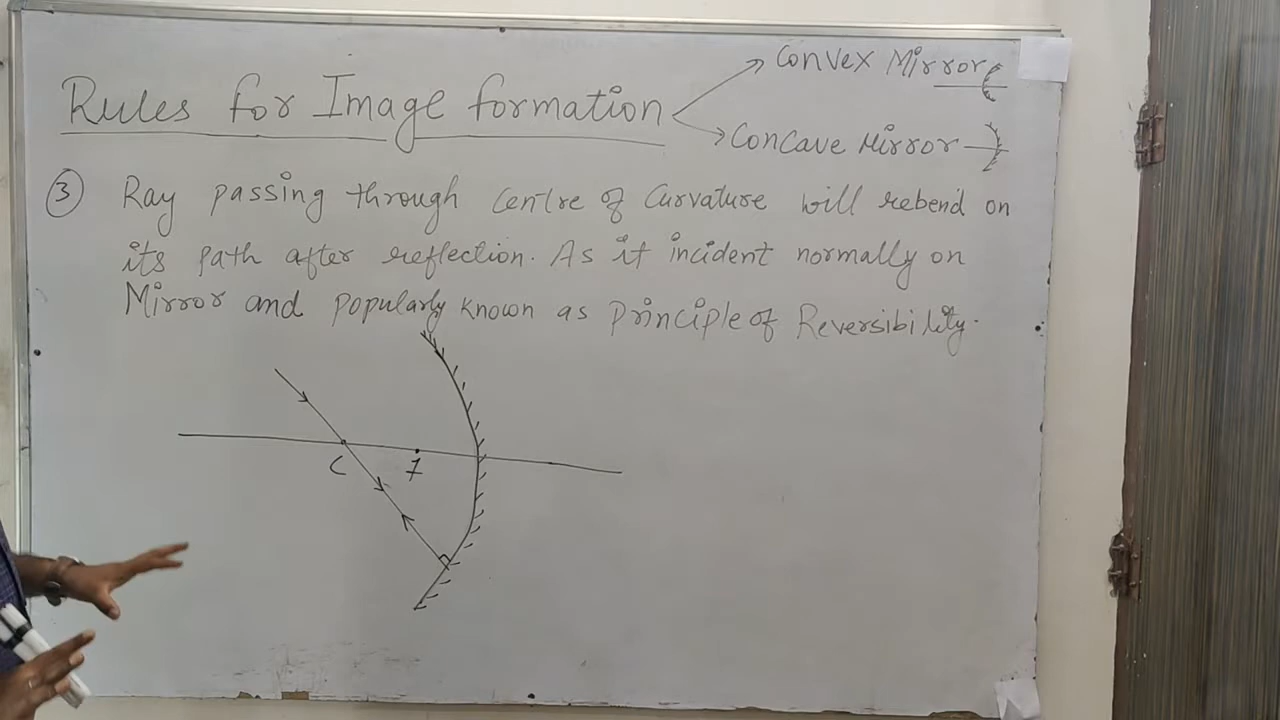 Rules for Image formation
Convex Mirror
Concave Mirror
③ Ray passing through Centre of Curvature will rebend on
its path after reflection. As it incident normally on
Mirror and popularly known as Principle of Reversibility.
C
f